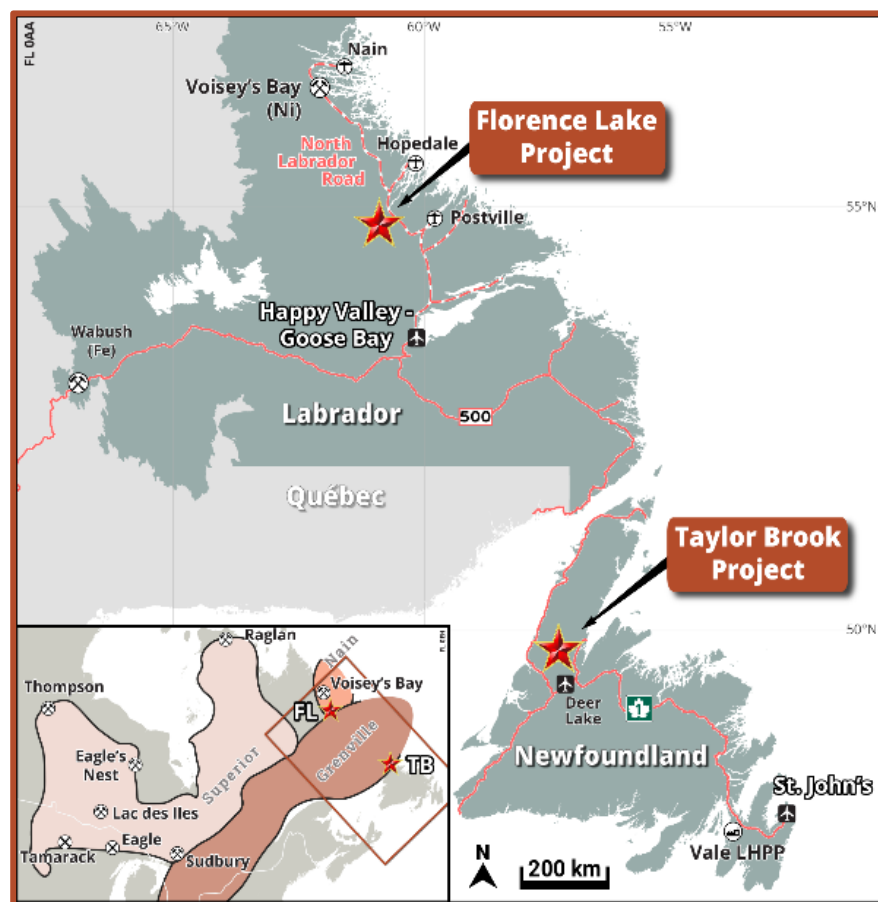 65°W
60°W
55°W
FL 0AA
Nain
Voisey's Bay
(Ni)
Florence Lake
Project
North
Labrador
Road
Hopedale
55°N
Postville
Happy Valley -
Goose Bay
Wabush
(Fe)
Labrador
500
Québec
Taylor Brook
Project
50°N
Deer
Lake
1
Newfoundland
St. John's
Vale LHPP
N
200 km
Raglan
Nain
Thompson
Voisey's Bay
FL
Eagle's
Nest
Superior
Grenville
TB
Lac des Iles
Eagle
Tamarack
Sudbury